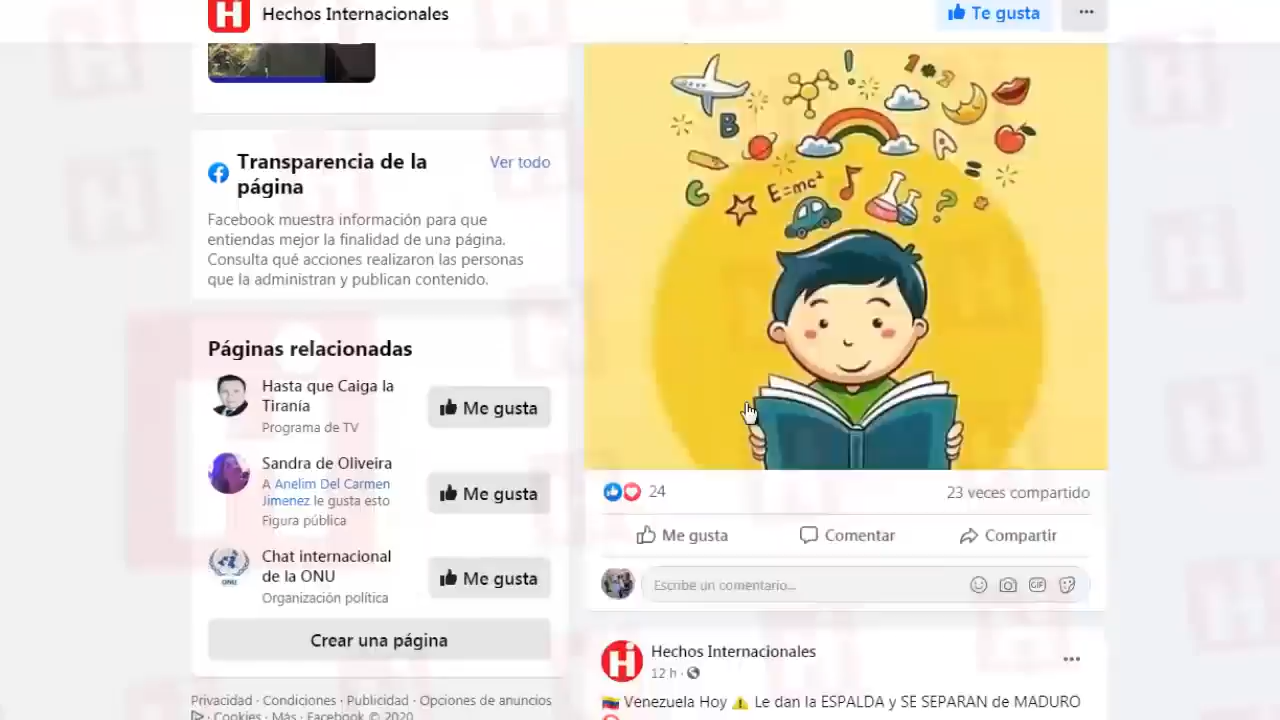 Hechos Internacionales
Te gusta
Transparencia de la
página
Ver todo
Facebook muestra información para que
entiendas mejor la finalidad de una página.
Consulta qué acciones realizaron las personas
que la administran y publican contenido.
Páginas relacionadas
Hasta que Caiga la
Tiranía
Programa de TV
Me gusta
Sandra de Oliveira
A Anelim Del Carmen
Jimenez le gusta esto
Figura pública
Me gusta
ONU
Chat internacional
de la ONU
Organización política
Me gusta
Crear una página
Privacidad · Condiciones · Publicidad · Opciones de anuncios
· Cookies · Más · Facebook © 2020
! 1 * 2
B
A
=
C
E=mc²
?
24
23 veces compartido
Me gusta
Comentar
Compartir
Escribe un comentario...
GIF
Hechos Internacionales
12 h ·
🇻🇪 Venezuela Hoy ⚠️ Le dan la ESPALDA y SE SEPARAN de MADURO